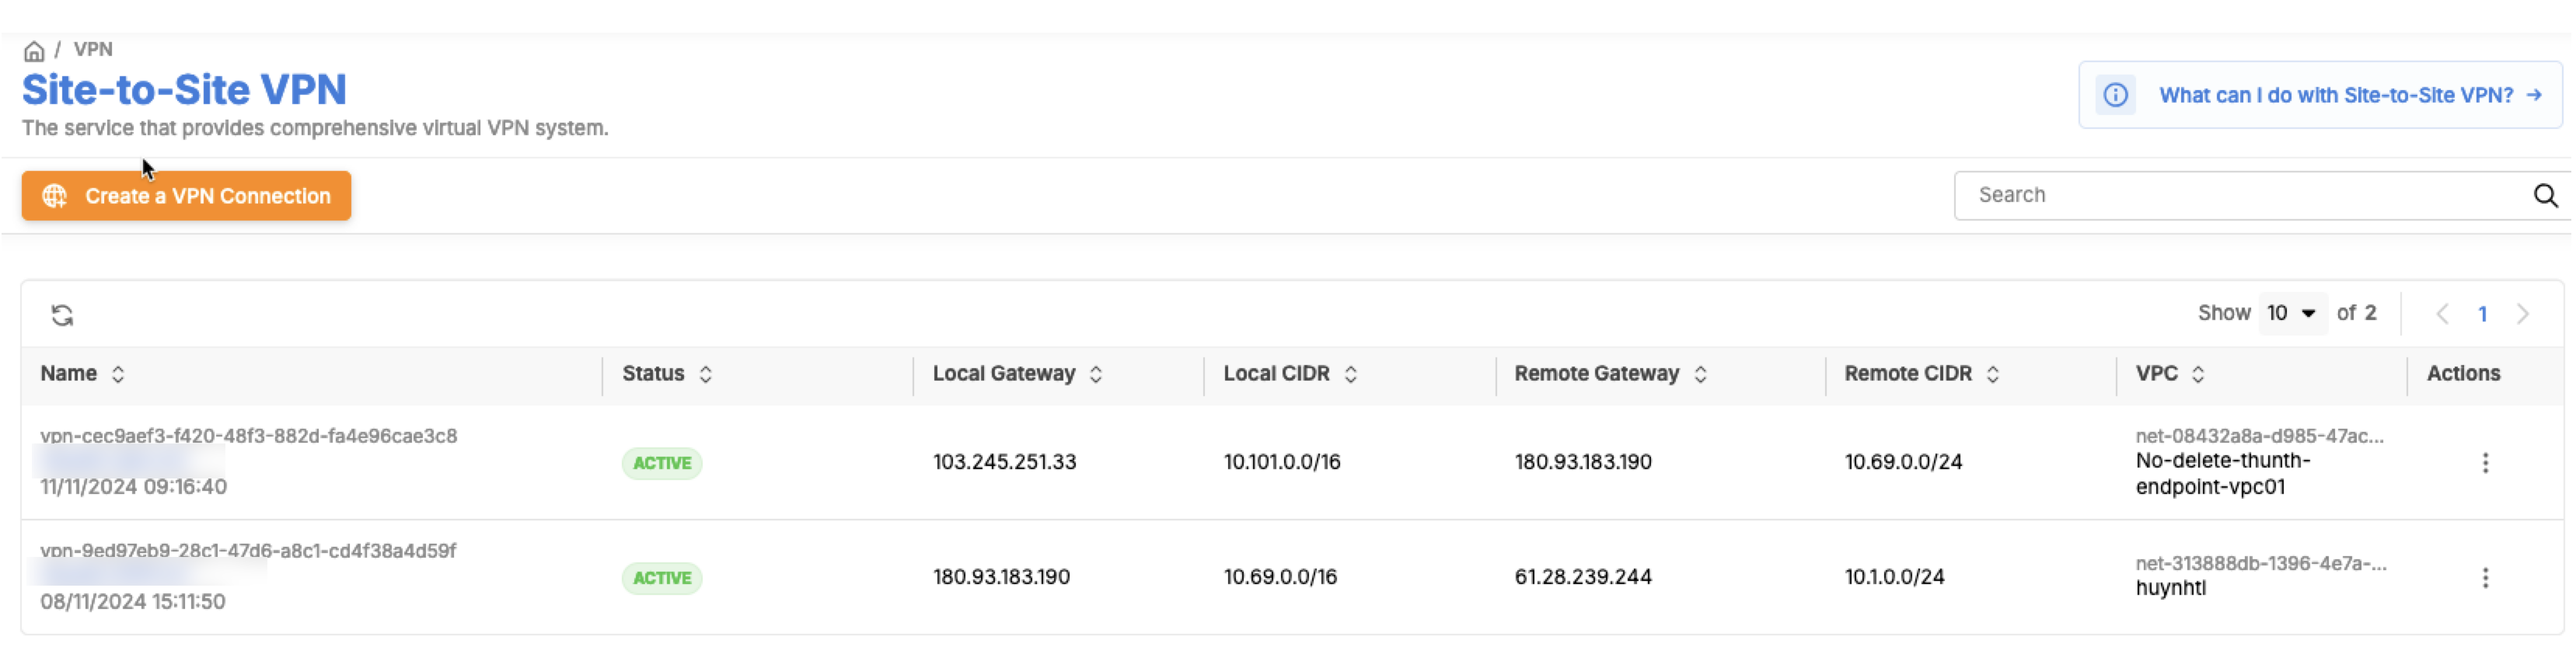 / VPN
Site-to-Site VPN
The service that provides comprehensive virtual VPN system.
What can I do with Site-to-Site VPN?
Create a VPN Connection
Search
Show 10 of 2 1
Name Status Local Gateway Local CIDR Remote Gateway Remote CIDR VPC Actions
vpn-cec9aef3-f420-48f3-882d-fa4e96cae3c8
11/11/2024 09:16:40
ACTIVE
103.245.251.33
10.101.0.0/16
180.93.183.190
10.69.0.0/24
net-08432a8a-d985-47ac...
No-delete-thunth-
endpoint-vpc01
vpn-9ed97eb9-28c1-47d6-a8c1-cd4f38a4d59f
08/11/2024 15:11:50
ACTIVE
180.93.183.190
10.69.0.0/16
61.28.239.244
10.1.0.0/24
net-313888db-1396-4e7a-...
huynhtl